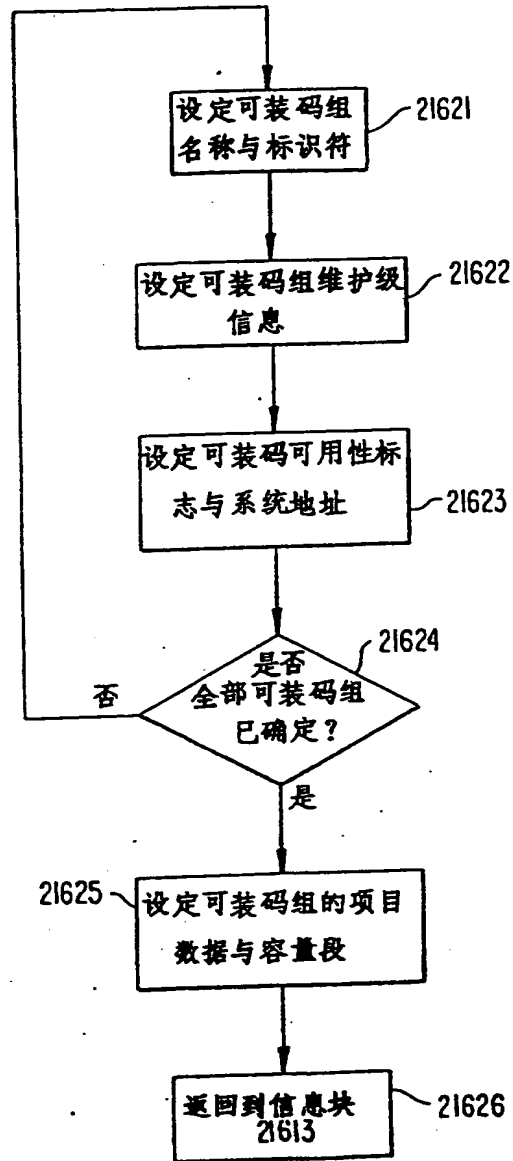 设定可装码组
名称与标识符
21621
设定可装码组维护级
信息
21622
设定可装码可用性标
志与系统地址
21623
21624
是否
全部可装码组
已确定?
否
是
21625
设定可装码组的项目
数据与容量段
返回到信息块
21613
21626